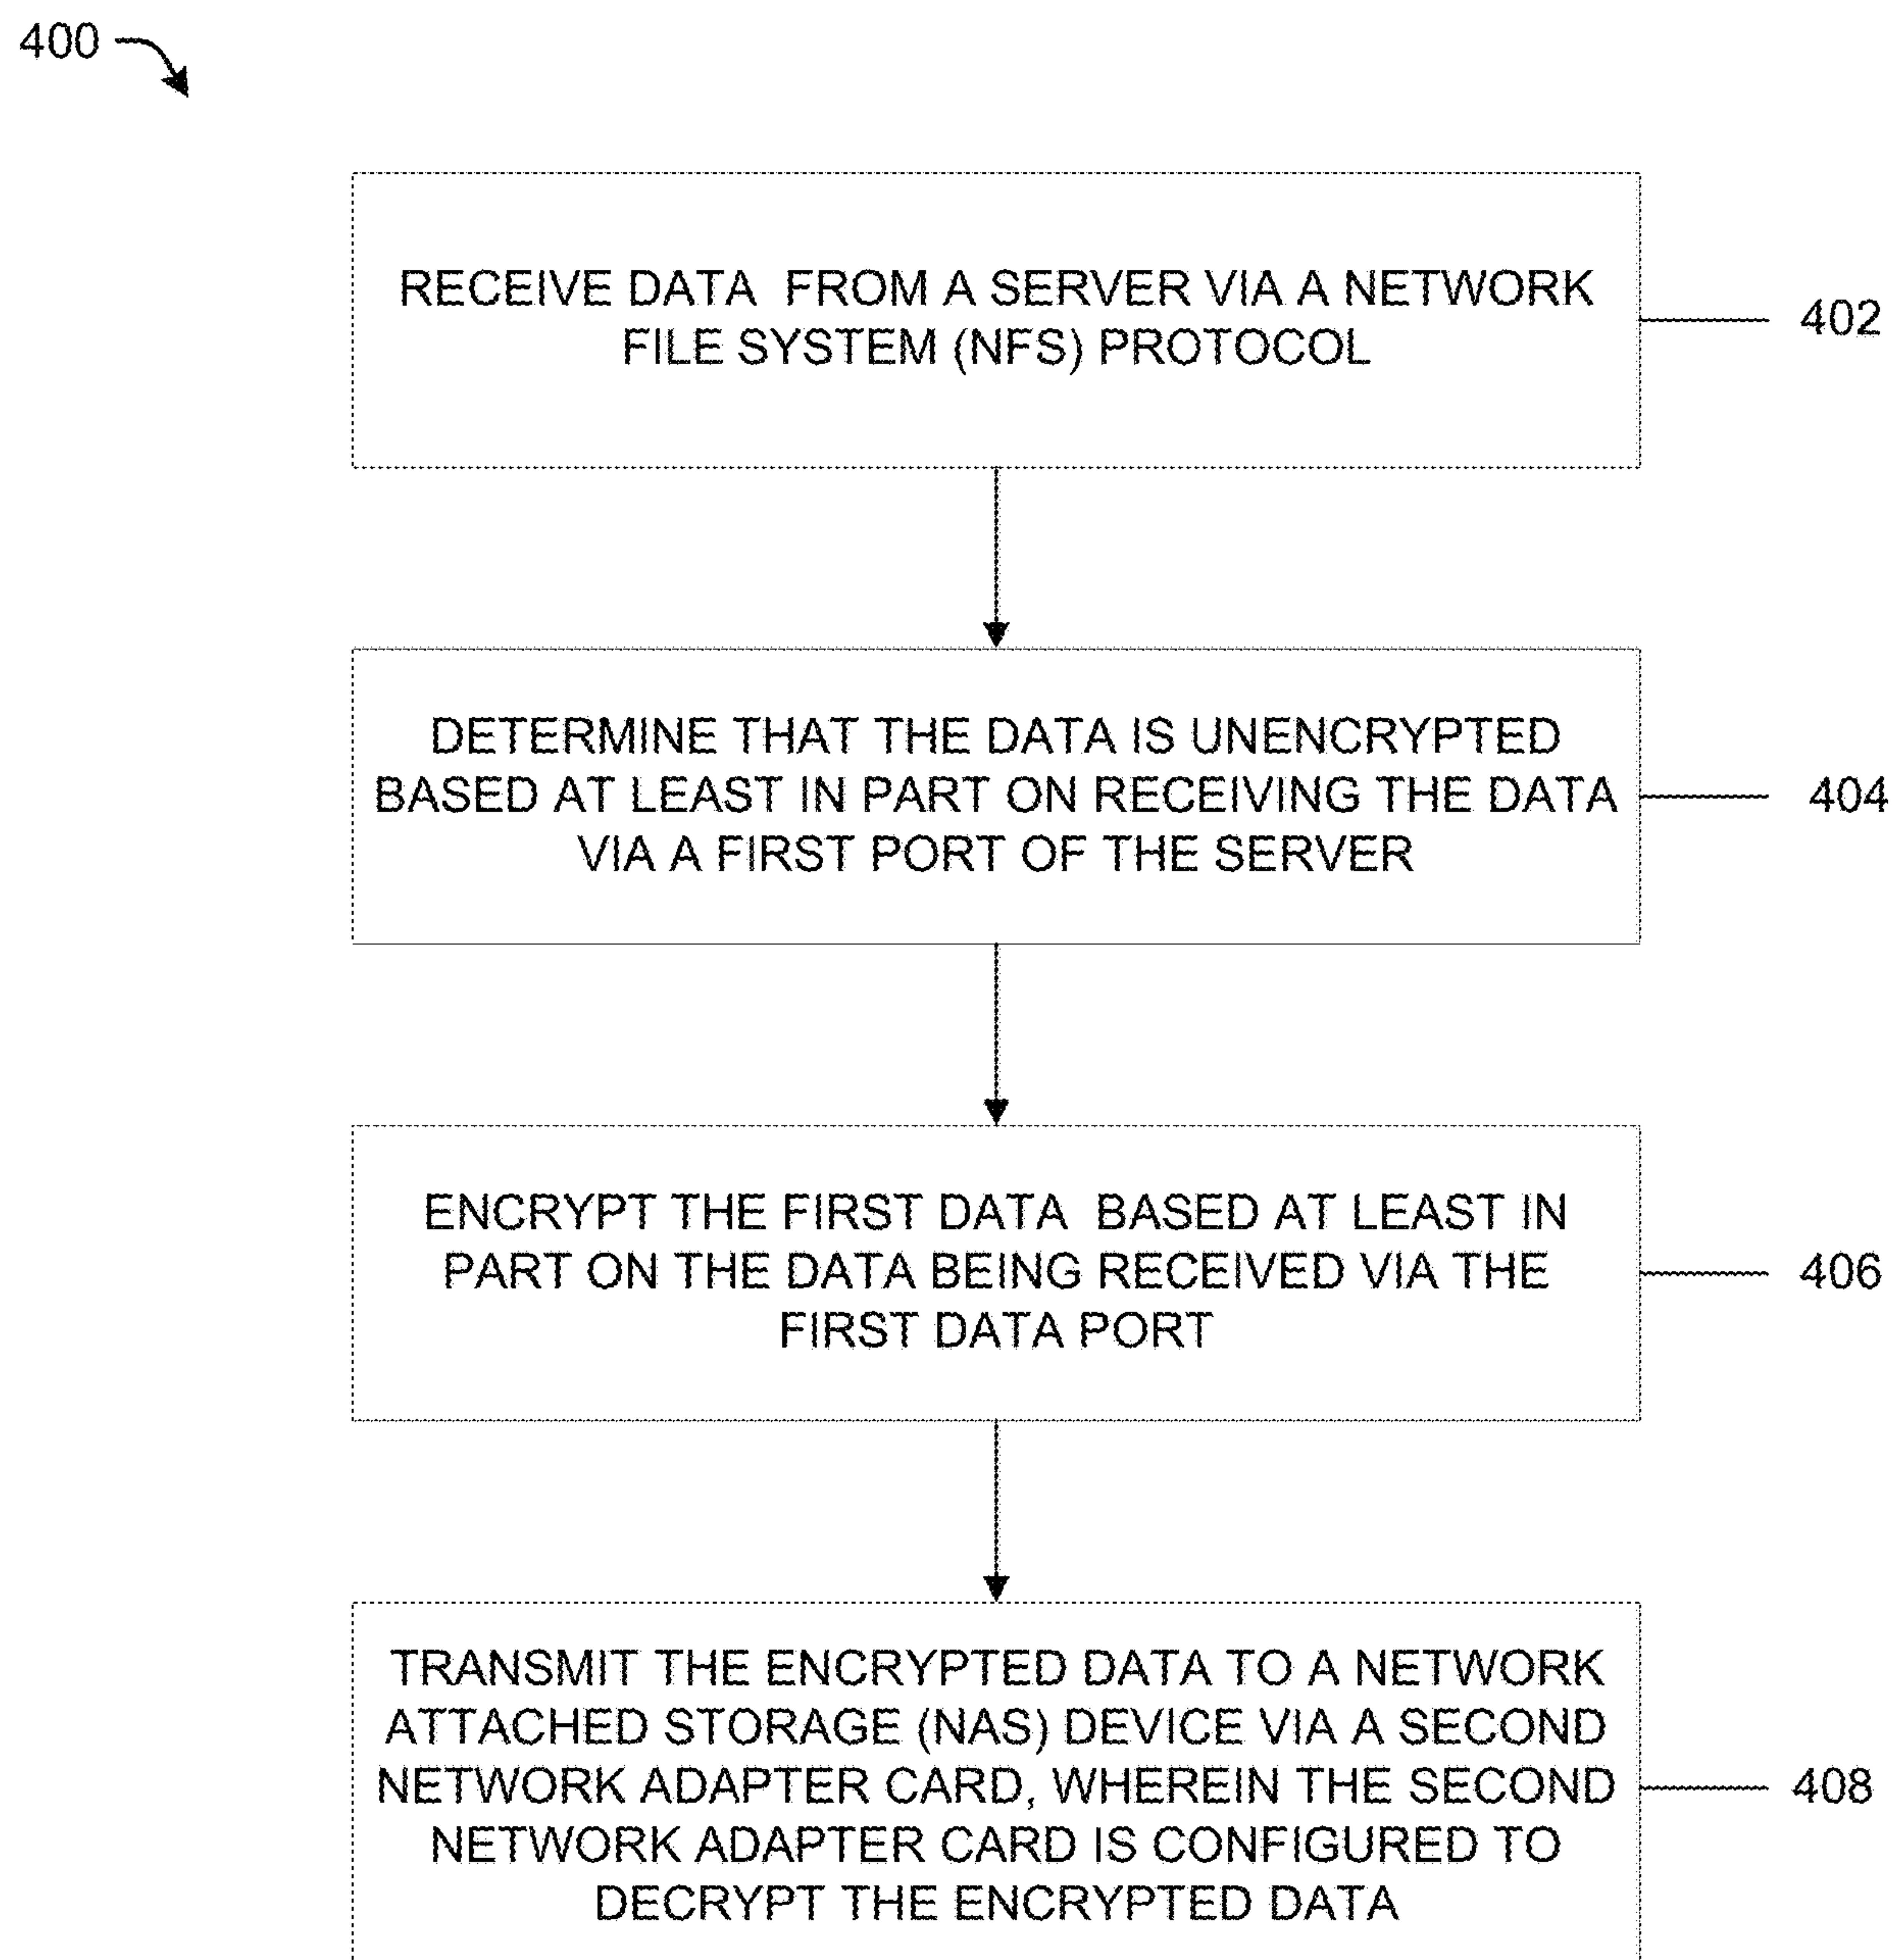 400
RECEIVE DATA FROM A SERVER VIA A NETWORK
FILE SYSTEM (NFS) PROTOCOL
402
DETERMINE THAT THE DATA IS UNENCRYPTED
BASED AT LEAST IN PART ON RECEIVING THE DATA
VIA A FIRST PORT OF THE SERVER
404
ENCRYPT THE FIRST DATA BASED AT LEAST IN
PART ON THE DATA BEING RECEIVED VIA THE
FIRST DATA PORT
406
TRANSMIT THE ENCRYPTED DATA TO A NETWORK
ATTACHED STORAGE (NAS) DEVICE VIA A SECOND
NETWORK ADAPTER CARD, WHEREIN THE SECOND
NETWORK ADAPTER CARD IS CONFIGURED TO
DECRYPT THE ENCRYPTED DATA
408